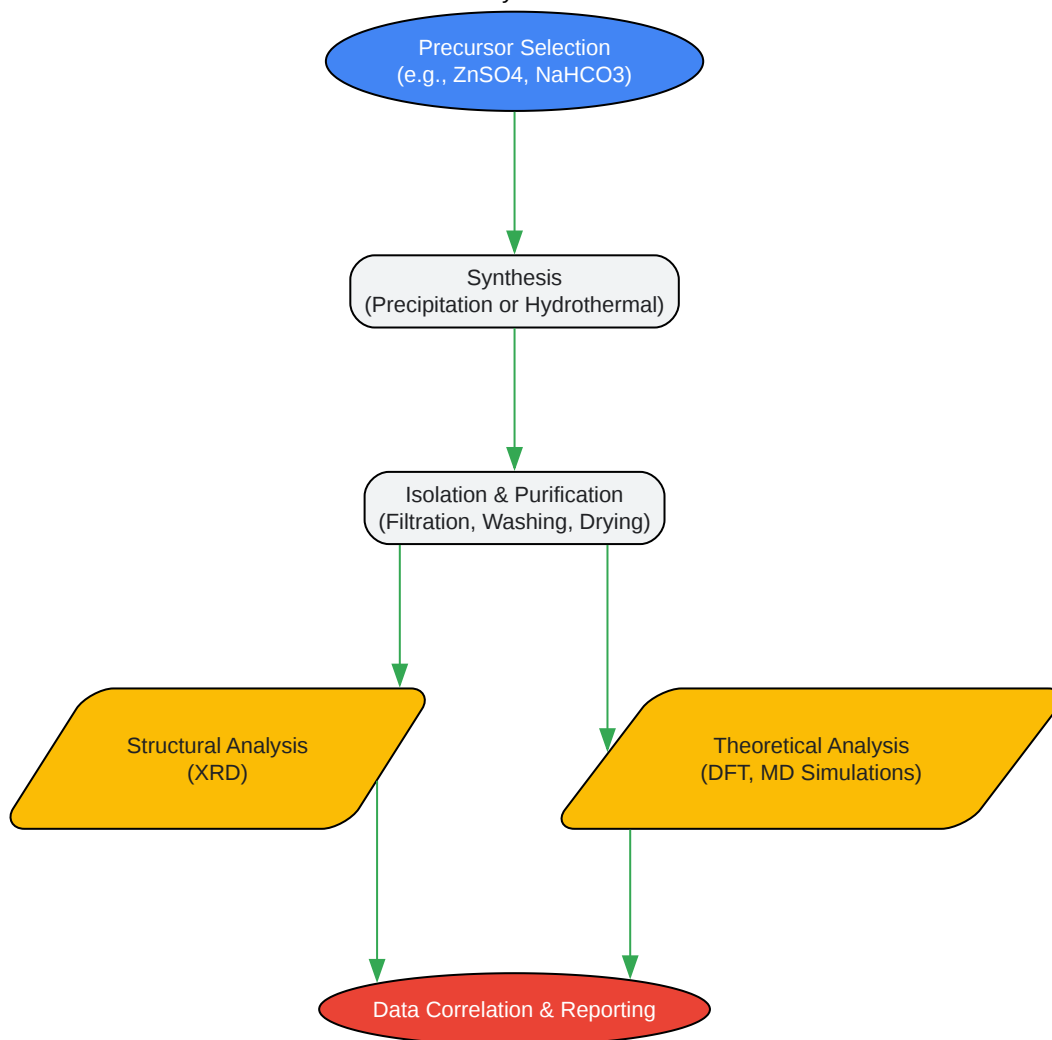 Precursor Selection
(e.g., ZnSO4, NaHCO3)
Synthesis
(Precipitation or Hydrothermal)
Isolation & Purification
(Filtration, Washing, Drying)
Structural Analysis
(XRD)
Theoretical Analysis
(DFT, MD Simulations)
Data Correlation & Reporting